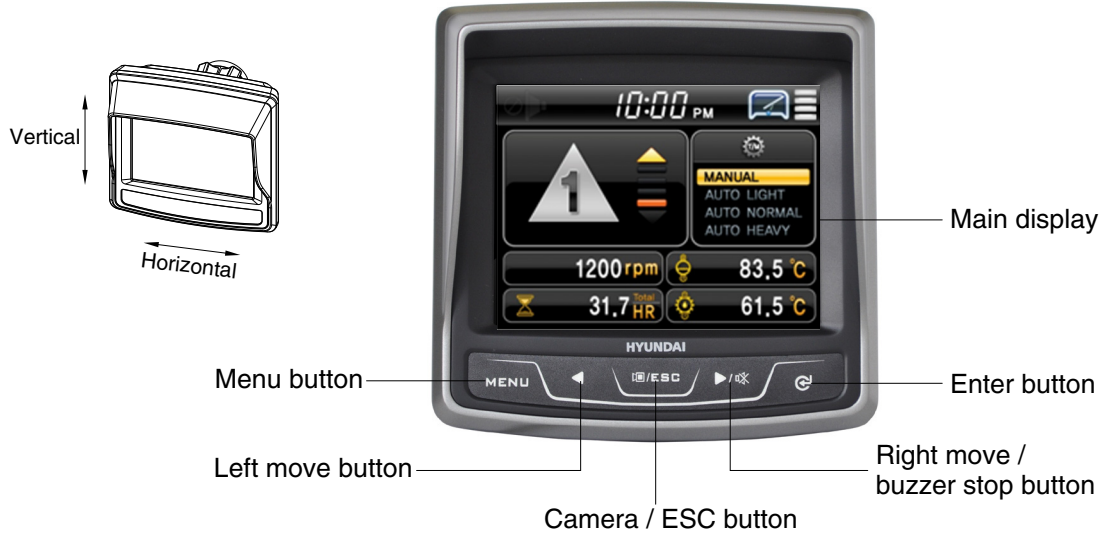 Vertical
Horizontal
10:00 PM
1
T/M
MANUAL
AUTO LIGHT
AUTO NORMAL
AUTO HEAVY
1200 rpm
83.5 ℃
31.7 Total HR
61.5 ℃
HYUNDAI
MENU
/ESC
/
Main display
Menu button
Enter button
Left move button
Right move /
buzzer stop button
Camera / ESC button